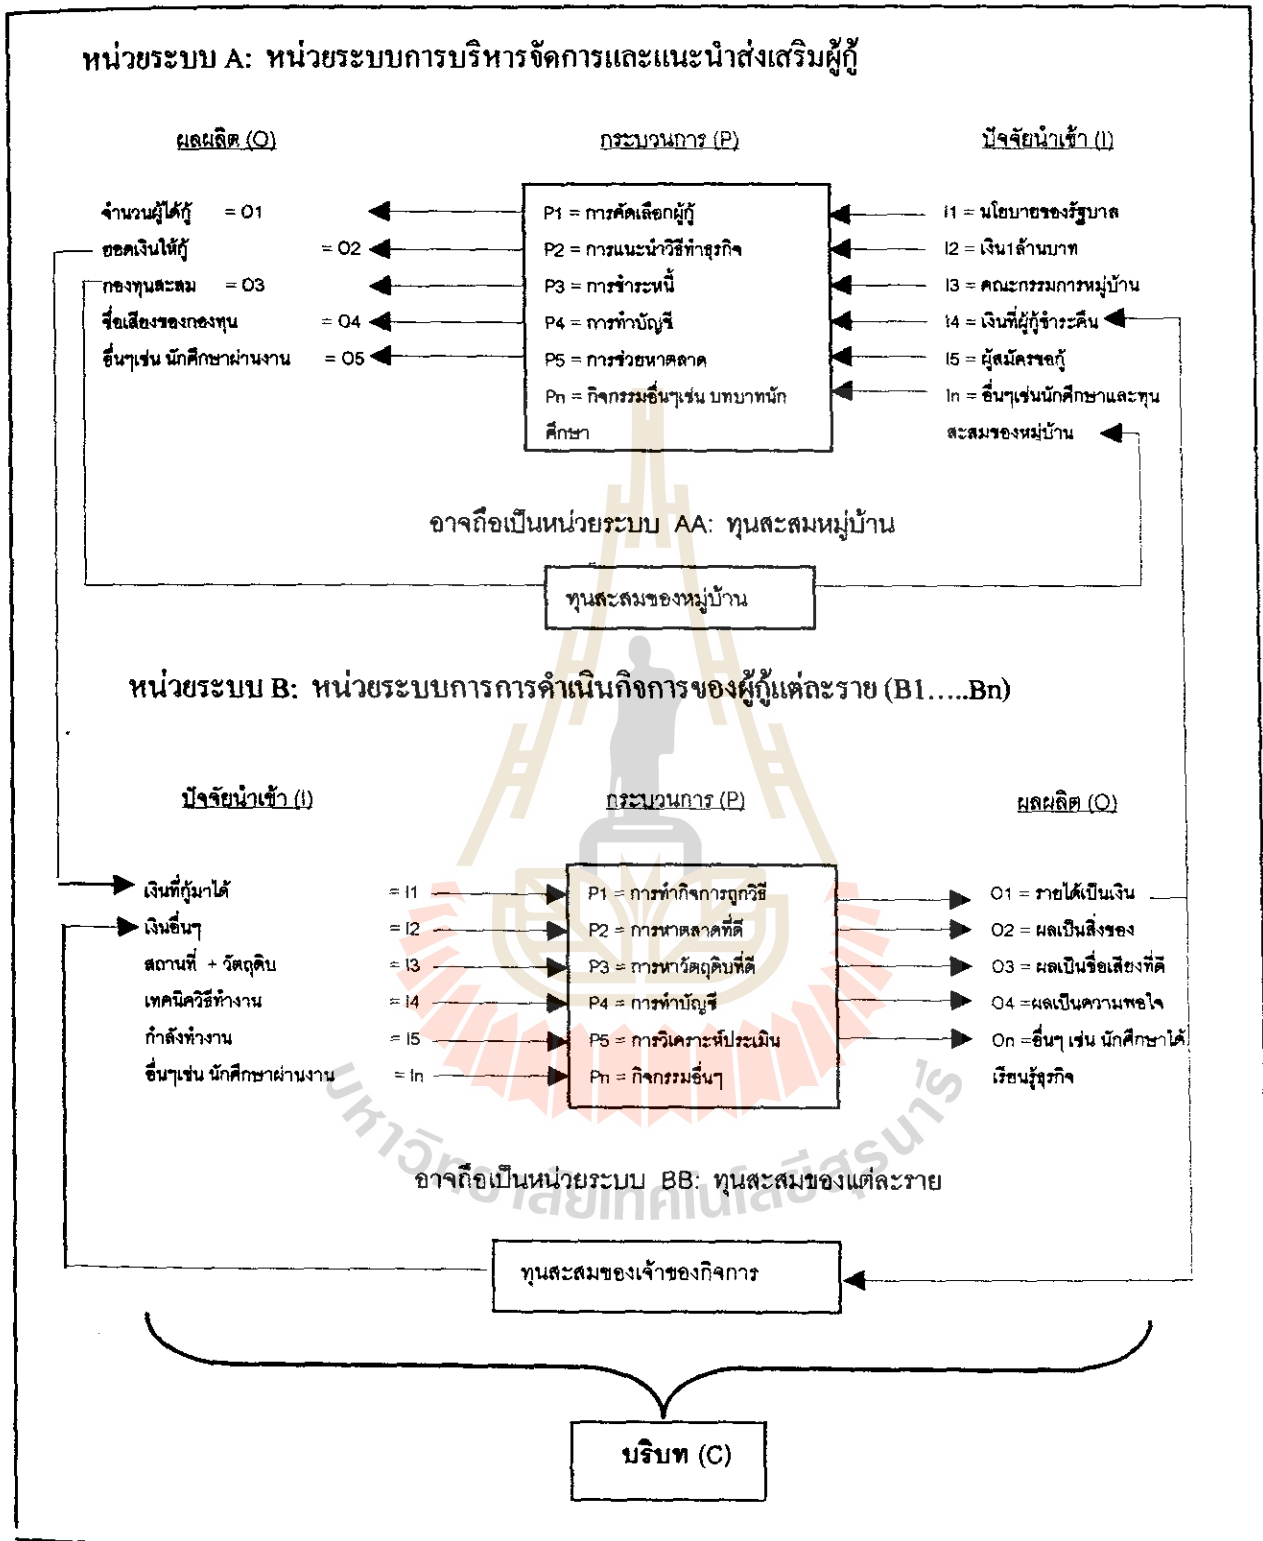 หน่วยระบบ A: หน่วยระบบการบริหารจัดการและแนะนำส่งเสริมผู้กู้
ผลผลิต (O) กระบวนการ (P) ปัจจัยนำเข้า (I)
จำนวนผู้ได้กู้ = O1 P1 = การคัดเลือกผู้กู้ I1 = นโยบายของรัฐบาล
ยอดเงินให้กู้ = O2 P2 = การแนะนำวิธีทำธุรกิจ I2 = เงิน1ล้านบาท
กองทุนสะสม = O3 P3 = การชำระหนี้ I3 = คณะกรรมการหมู่บ้าน
ชื่อเสียงของกองทุน = O4 P4 = การทำบัญชี I4 = เงินที่ผู้กู้ชำระคืน
อื่นๆเช่น นักศึกษาผ่านงาน = O5 P5 = การช่วยหาตลาด I5 = ผู้สมัครขอกู้
Pn = กิจกรรมอื่นๆเช่น บทบาทนัก In = อื่นๆเช่นนักศึกษาและทุน
ศึกษา สะสมของหมู่บ้าน
อาจถือเป็นหน่วยระบบ AA: ทุนสะสมหมู่บ้าน
ทุนสะสมของหมู่บ้าน
หน่วยระบบ B: หน่วยระบบการการดำเนินกิจการของผู้กู้แต่ละราย (B1.....Bn)
ปัจจัยนำเข้า (I) กระบวนการ (P) ผลผลิต (O)
เงินที่กู้มาได้ = I1 P1 = การทำกิจการถูกวิธี O1 = รายได้เป็นเงิน
เงินอื่นๆ = I2 P2 = การหาตลาดที่ดี O2 = ผลเป็นสิ่งของ
สถานที่ + วัตถุดิบ = I3 P3 = การหาวัตถุดิบที่ดี O3 = ผลเป็นชื่อเสียงที่ดี
เทคนิควิธีทำงาน = I4 P4 = การทำบัญชี O4 =ผลเป็นความพอใจ
กำลังทำงาน = I5 P5 = การวิเคราะห์ประเมิน On =อื่นๆ เช่น นักศึกษาได้
อื่นๆเช่น นักศึกษาผ่านงาน = In Pn = กิจกรรมอื่นๆ เรียนรู้ธุรกิจ
มหาวิทยาลัยเทคโนโลยีสุรนารี
อาจถือเป็นหน่วยระบบ BB: ทุนสะสมของแต่ละราย
ทุนสะสมของเจ้าของกิจการ
บริบท (C)